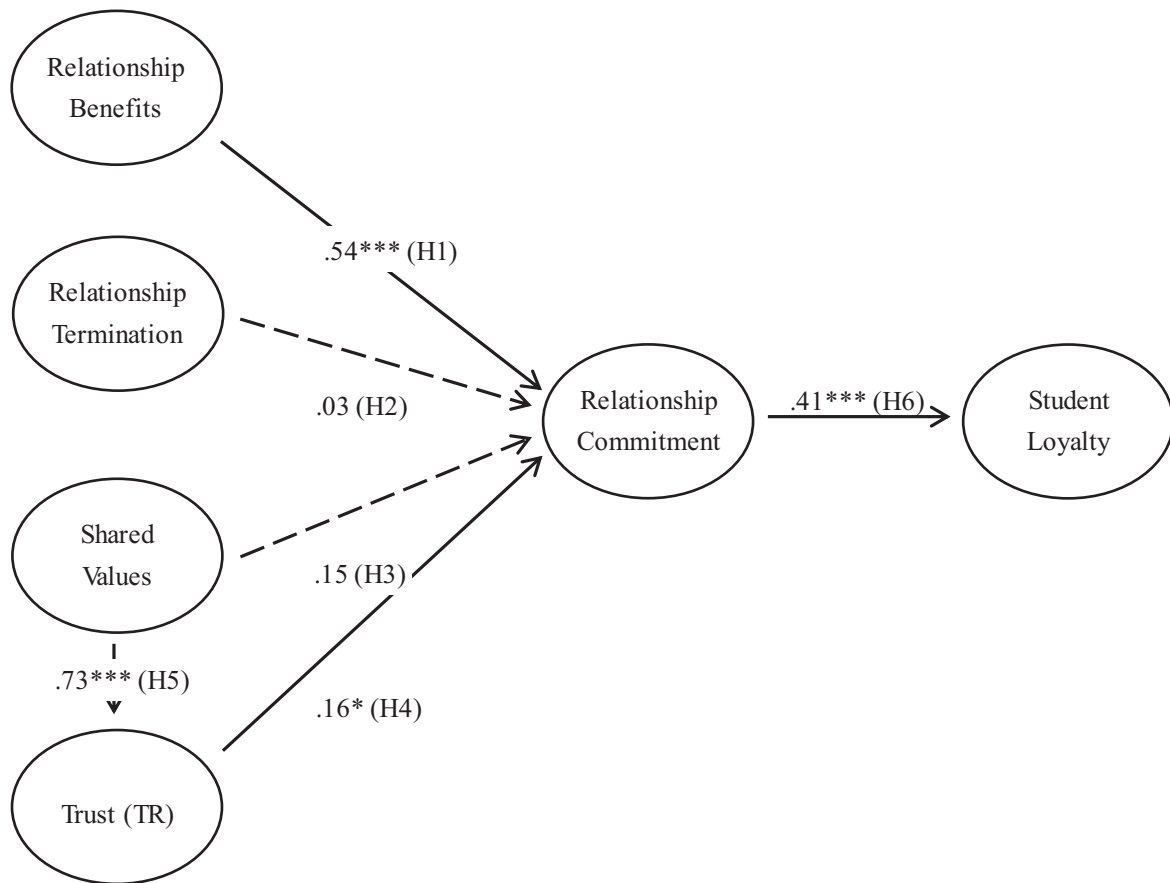 Relationship
Benefits
.54*** (H1)
Relationship
Termination
.03 (H2)
Relationship
Commitment
.41*** (H6)
Student
Loyalty
Shared
Values
.15 (H3)
.73*** (H5)
.16* (H4)
Trust (TR)